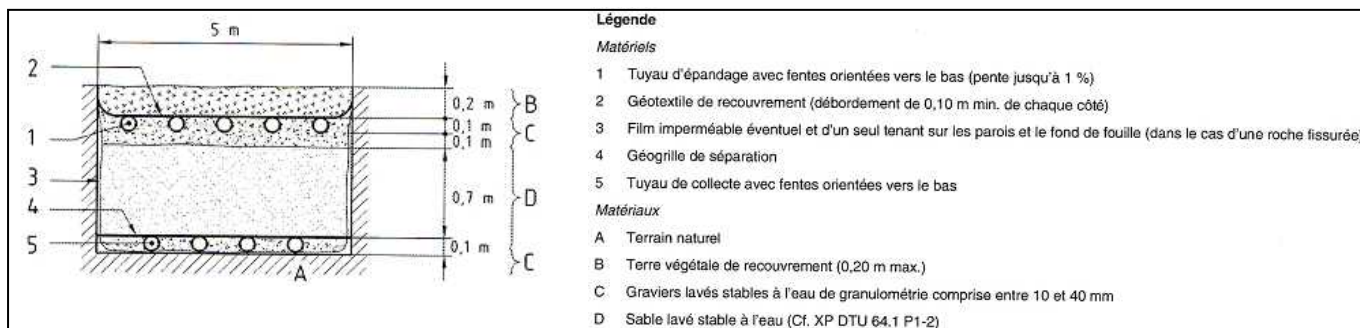 5 m
2
1
3
4
5
0,2 m
0,1 m
0,1 m
0,7 m
0,1 m
B
C
D
C
A
Légende
Matériels
1 Tuyau d'épandage avec fentes orientées vers le bas (pente jusqu'à 1 %)
2 Géotextile de recouvrement (débordement de 0,10 m min. de chaque côté)
3 Film imperméable éventuel et d'un seul tenant sur les parois et le fond de fouille (dans le cas d'une roche fissurée)
4 Géogrille de séparation
5 Tuyau de collecte avec fentes orientées vers le bas
Matériaux
A Terrain naturel
B Terre végétale de recouvrement (0,20 m max.)
C Graviers lavés stables à l'eau de granulométrie comprise entre 10 et 40 mm
D Sable lavé stable à l'eau (Cf. XP DTU 64.1 P1-2)